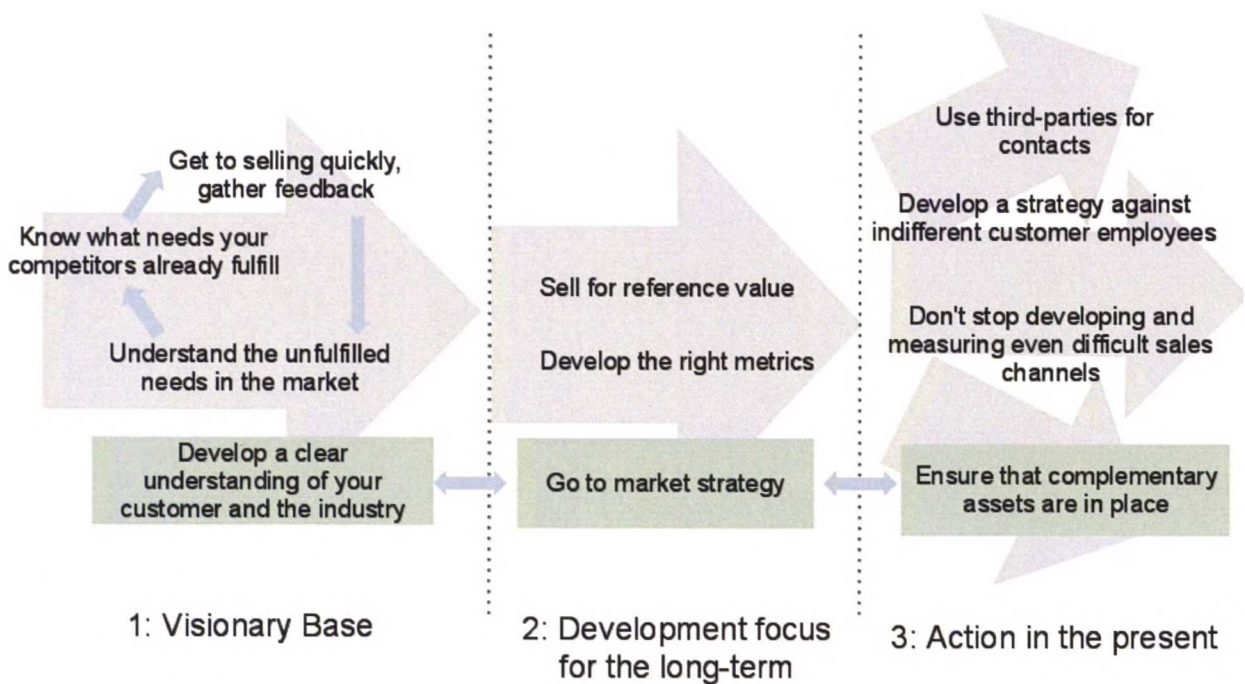 Get to selling quickly,
gather feedback
Know what needs your
competitors already fulfill
Understand the unfulfilled
needs in the market
Develop a clear
understanding of your
customer and the industry
1: Visionary Base
Sell for reference value
Develop the right metrics
Go to market strategy
2: Development focus
for the long-term
Use third-parties for
contacts
Develop a strategy against
indifferent customer employees
Don't stop developing and
measuring even difficult sales
channels
Ensure that complementary
assets are in place
3: Action in the present